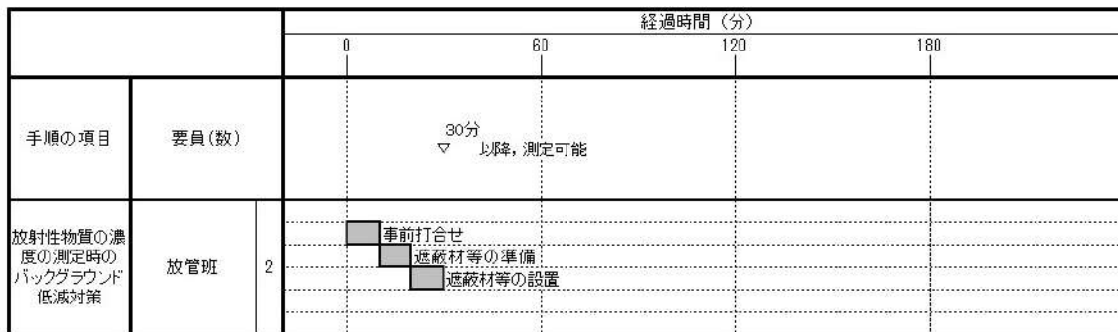 経過時間（分）
0 60 120 180
手順の項目 要員(数)
30分
▽ 以降，測定可能
放射性物質の濃
度の測定時の
バックグラウンド
低減対策
放管班 2
事前打合せ
遮蔽材等の準備
遮蔽材等の設置